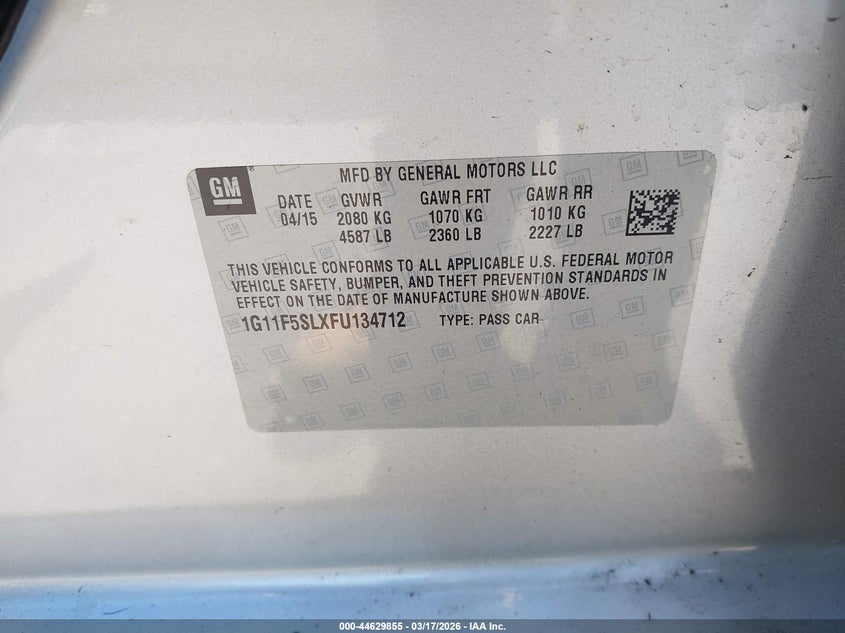 GM
MFD BY GENERAL MOTORS LLC
DATE GVWR GAWR FRT GAWR RR
04/15 2080 KG 1070 KG 1010 KG
4587 LB 2360 LB 2227 LB
THIS VEHICLE CONFORMS TO ALL APPLICABLE U.S. FEDERAL MOTOR
VEHICLE SAFETY, BUMPER, AND THEFT PREVENTION STANDARDS IN
EFFECT ON THE DATE OF MANUFACTURE SHOWN ABOVE.
1G11F5SLXFU134712 TYPE: PASS CAR
000-44629855 — 03/17/2026 — IAA Inc.